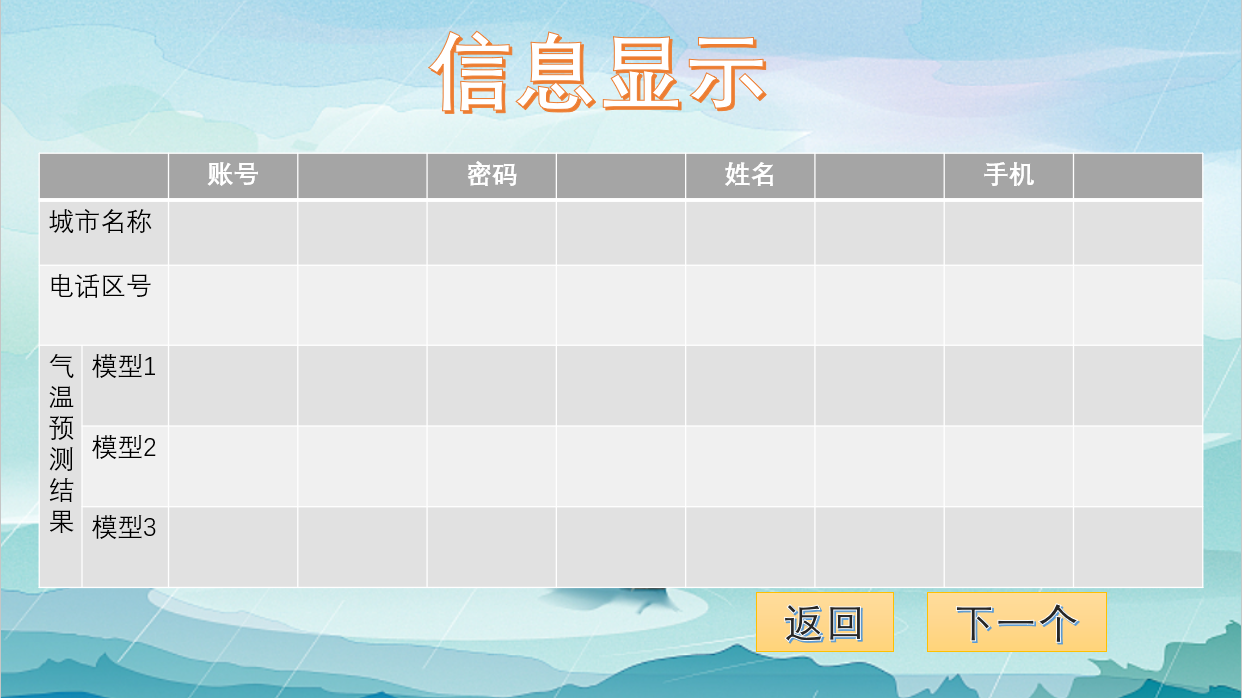 信息显示
账号 密码 姓名 手机
城市名称
电话区号
气温预测结果
模型1
模型2
模型3
返回 下一个